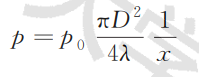 p = p₀ πD²/4λ 1/x